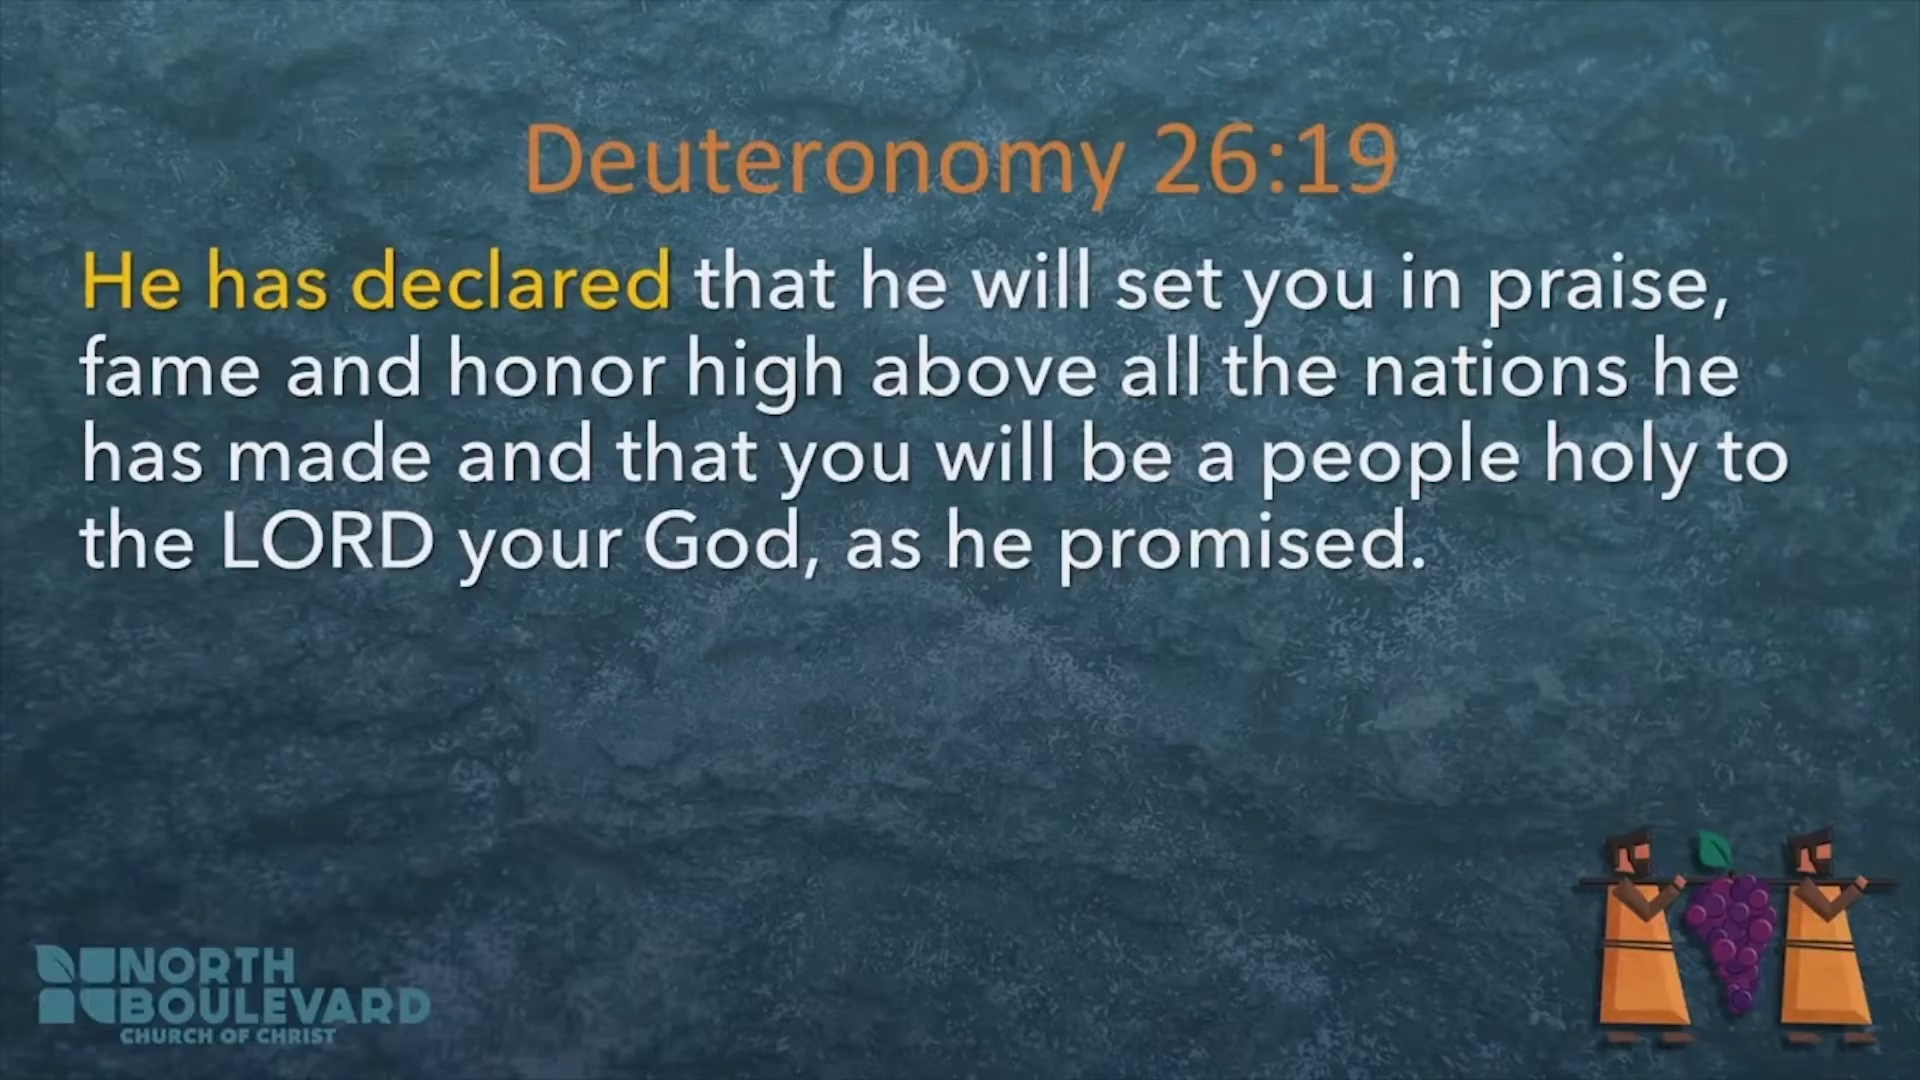 Deuteronomy 26:19
He has declared that he will set you in praise,
fame and honor high above all the nations he
has made and that you will be a people holy to
the LORD your God, as he promised.
NORTH
BOULEVARD
CHURCH OF CHRIST